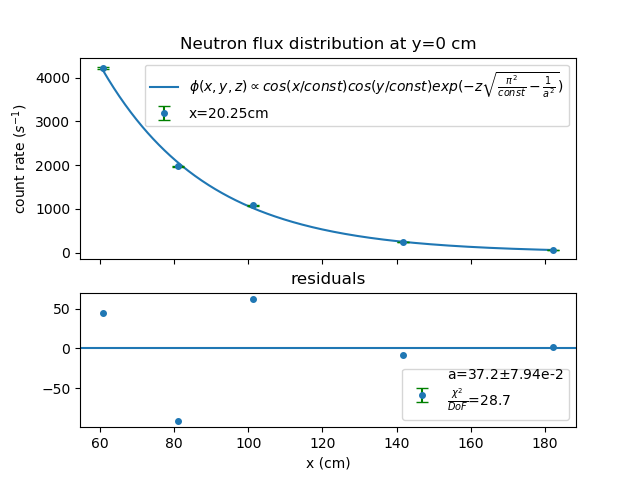 Neutron flux distribution at y=0 cm
4000
3000
2000
1000
0
count rate (s⁻¹)
ϕ(x, y, z) ∝ cos(x/const)cos(y/const)exp(−z√(π²/const − 1/a²))
x=20.25cm
residuals
50
0
−50
a=37.2±7.94e-2
χ²/DoF=28.7
60 80 100 120 140 160 180
x (cm)